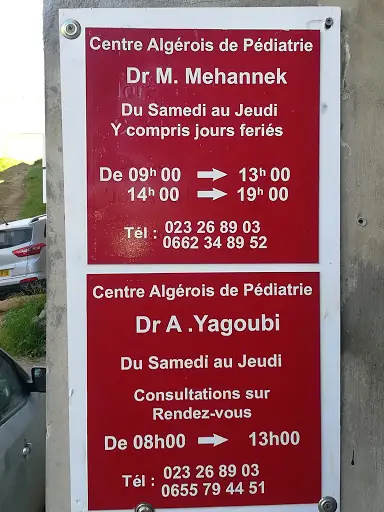 Centre Algérois de Pédiatrie
Dr M. Mehannek
Du Samedi au Jeudi
Y compris jours feriés
De 09h 00 → 13h 00
14h 00 → 19h 00
Tél : 023 26 89 03
0662 34 89 52
Centre Algérois de Pédiatrie
Dr A .Yagoubi
Du Samedi au Jeudi
Consultations sur
Rendez-vous
De 08h00 → 13h00
Tél : 023 26 89 03
0655 79 44 51